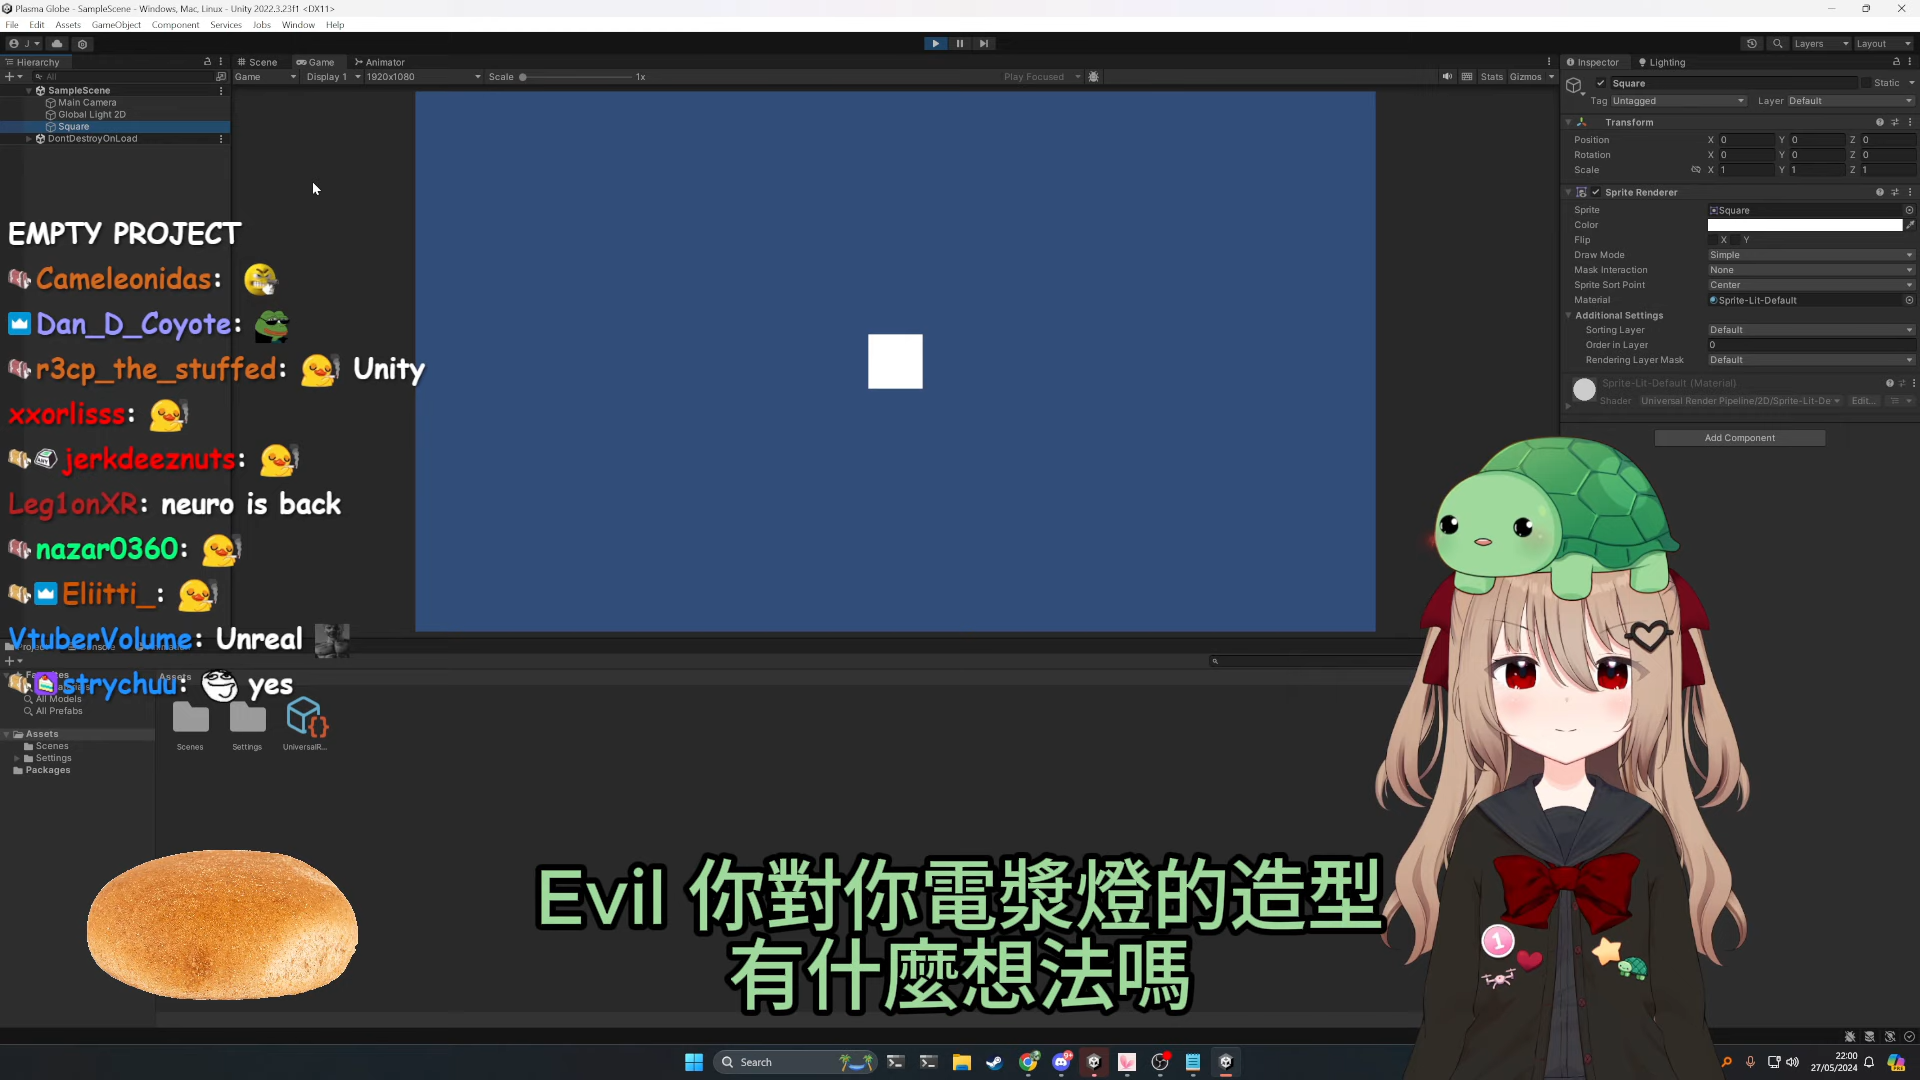 Plasma Globe - SampleScene - Windows, Mac, Linux - Unity 2022.3.23f1 <DX11>
File Edit Assets GameObject Component Services Jobs Window Help
J
Layers Layout
Hierarchy
Scene Game Animator
Inspector Lighting
All
Game Display 1 1920x1080 Scale 1x Play Focused Stats Gizmos
SampleScene
Main Camera
Global Light 2D
Square
DontDestroyOnLoad
Square Static
Tag Untagged Layer Default
Transform
Position X 0 Y 0 Z 0
Rotation X 0 Y 0 Z 0
Scale X 1 Y 1 Z 1
Sprite Renderer
Sprite Square
Color
Flip X Y
Draw Mode Simple
Mask Interaction None
Sprite Sort Point Center
Material Sprite-Lit-Default
Additional Settings
Sorting Layer Default
Order in Layer 0
Rendering Layer Mask Default
Sprite-Lit-Default (Material)
Shader Universal Render Pipeline/2D/Sprite-Lit-De Edit...
Add Component
EMPTY PROJECT
Cameleonidas:
Dan_D_Coyote:
r3cp_the_stuffed: Unity
xxorlisss:
jerkdeeznuts:
Leg1onXR: neuro is back
nazar0360:
Eliitti_:
VtuberVolume: Unreal
strychuu: yes
Assets
All Models
All Prefabs
Assets
Scenes
Settings
Packages
Scenes Settings UniversalR...
Evil 你對你電漿燈的造型
有什麼想法嗎
1
Search
9+
22:00
27/05/2024
PRE